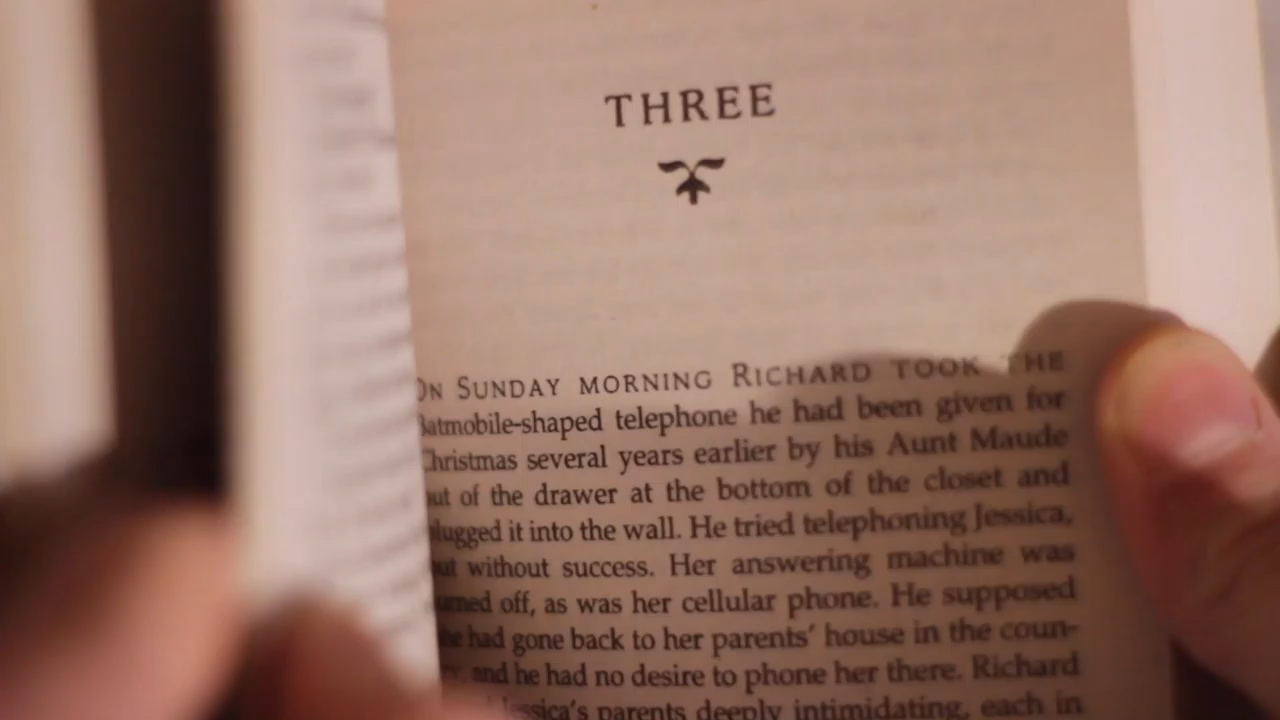 THREE
ON SUNDAY MORNING RICHARD TOOK THE
Batmobile-shaped telephone he had been given for
Christmas several years earlier by his Aunt Maude
out of the drawer at the bottom of the closet and
plugged it into the wall. He tried telephoning Jessica,
but without success. Her answering machine was
turned off, as was her cellular phone. He supposed
she had gone back to her parents' house in the coun-
try, and he had no desire to phone her there. Richard
Jessica's parents deeply intimidating, each in